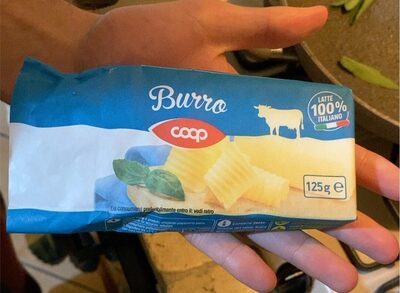 Burro
LATTE
100%
ITALIANO
coop
125g e
Da consumarsi preferibilmente entro il: vedi retro